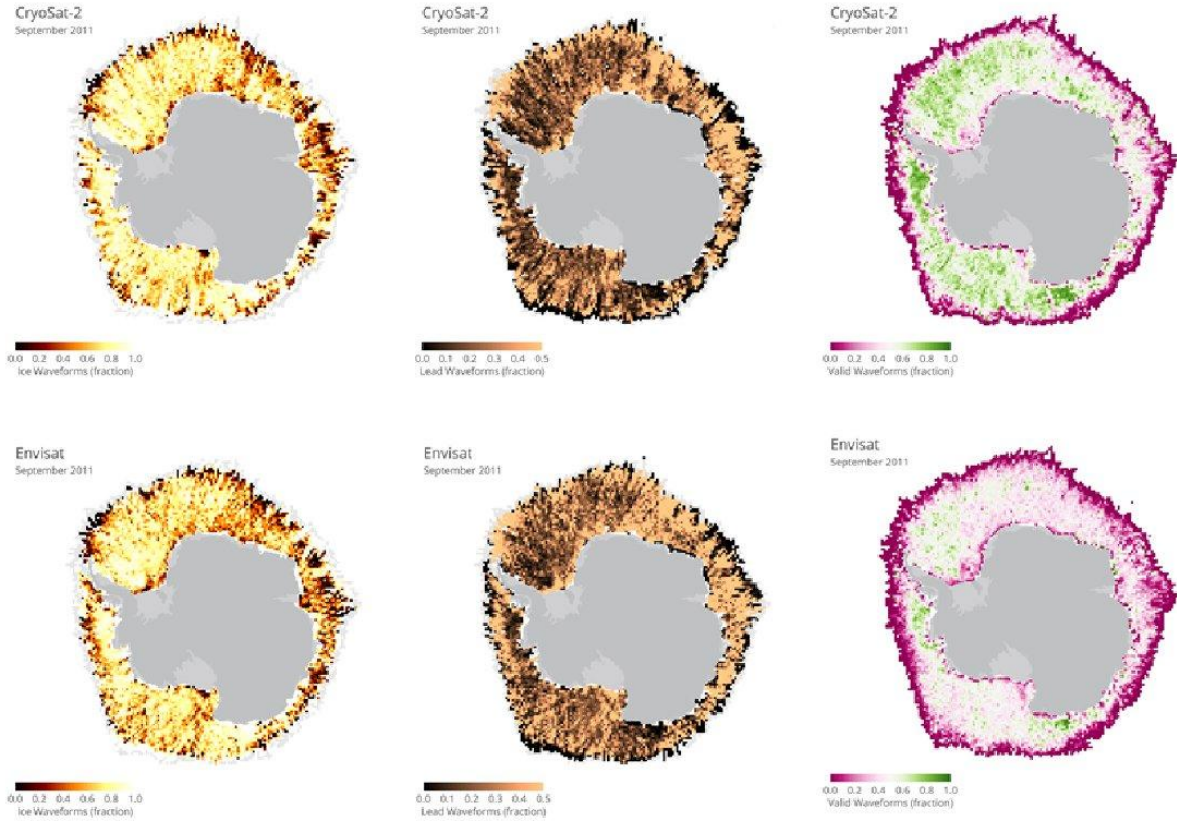 CryoSat-2
September 2011
0.0 0.2 0.4 0.6 0.8 1.0
Ice Waveforms (fraction)
CryoSat-2
September 2011
0.0 0.1 0.2 0.3 0.4 0.5
Lead Waveforms (fraction)
CryoSat-2
September 2011
0.0 0.2 0.4 0.6 0.8 1.0
Valid Waveforms (fraction)
Envisat
September 2011
0.0 0.2 0.4 0.6 0.8 1.0
Ice Waveforms (fraction)
Envisat
September 2011
0.0 0.1 0.2 0.3 0.4 0.5
Lead Waveforms (fraction)
Envisat
September 2011
0.0 0.2 0.4 0.6 0.8 1.0
Valid Waveforms (fraction)